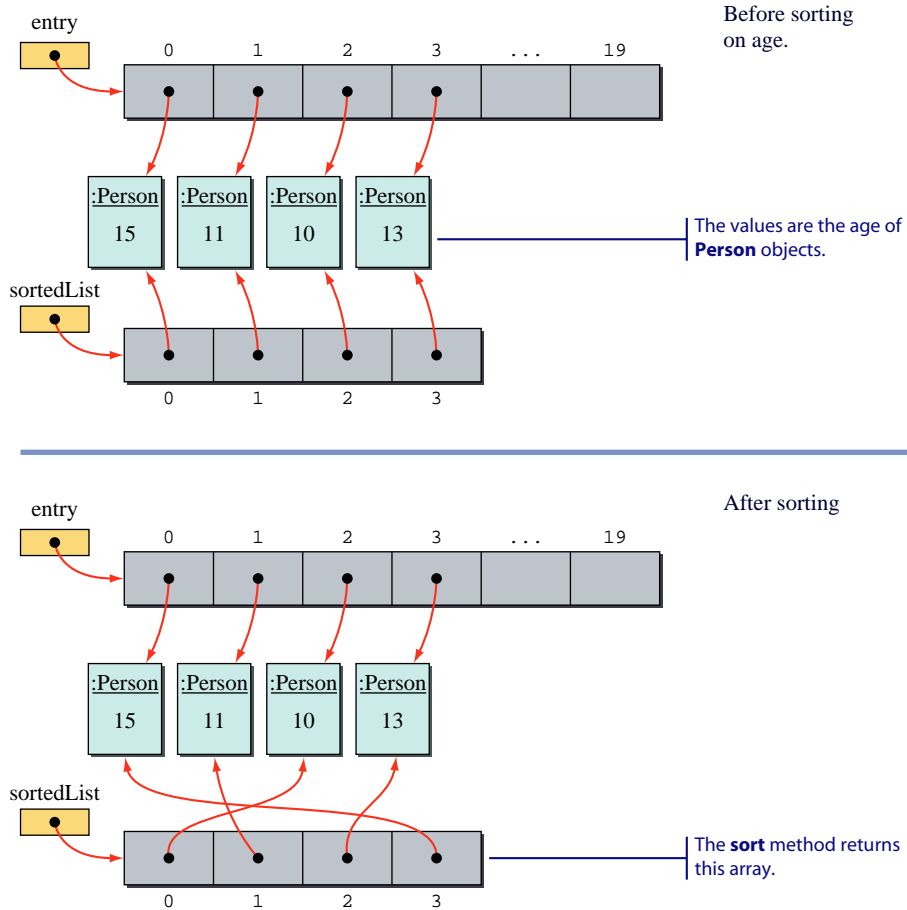 Before sorting
on age.
entry
0 1 2 3 ... 19
:Person :Person :Person :Person
15 11 10 13
The values are the age of
Person objects.
sortedList
0 1 2 3
After sorting
entry
0 1 2 3 ... 19
:Person :Person :Person :Person
15 11 10 13
sortedList
The sort method returns
this array.
0 1 2 3